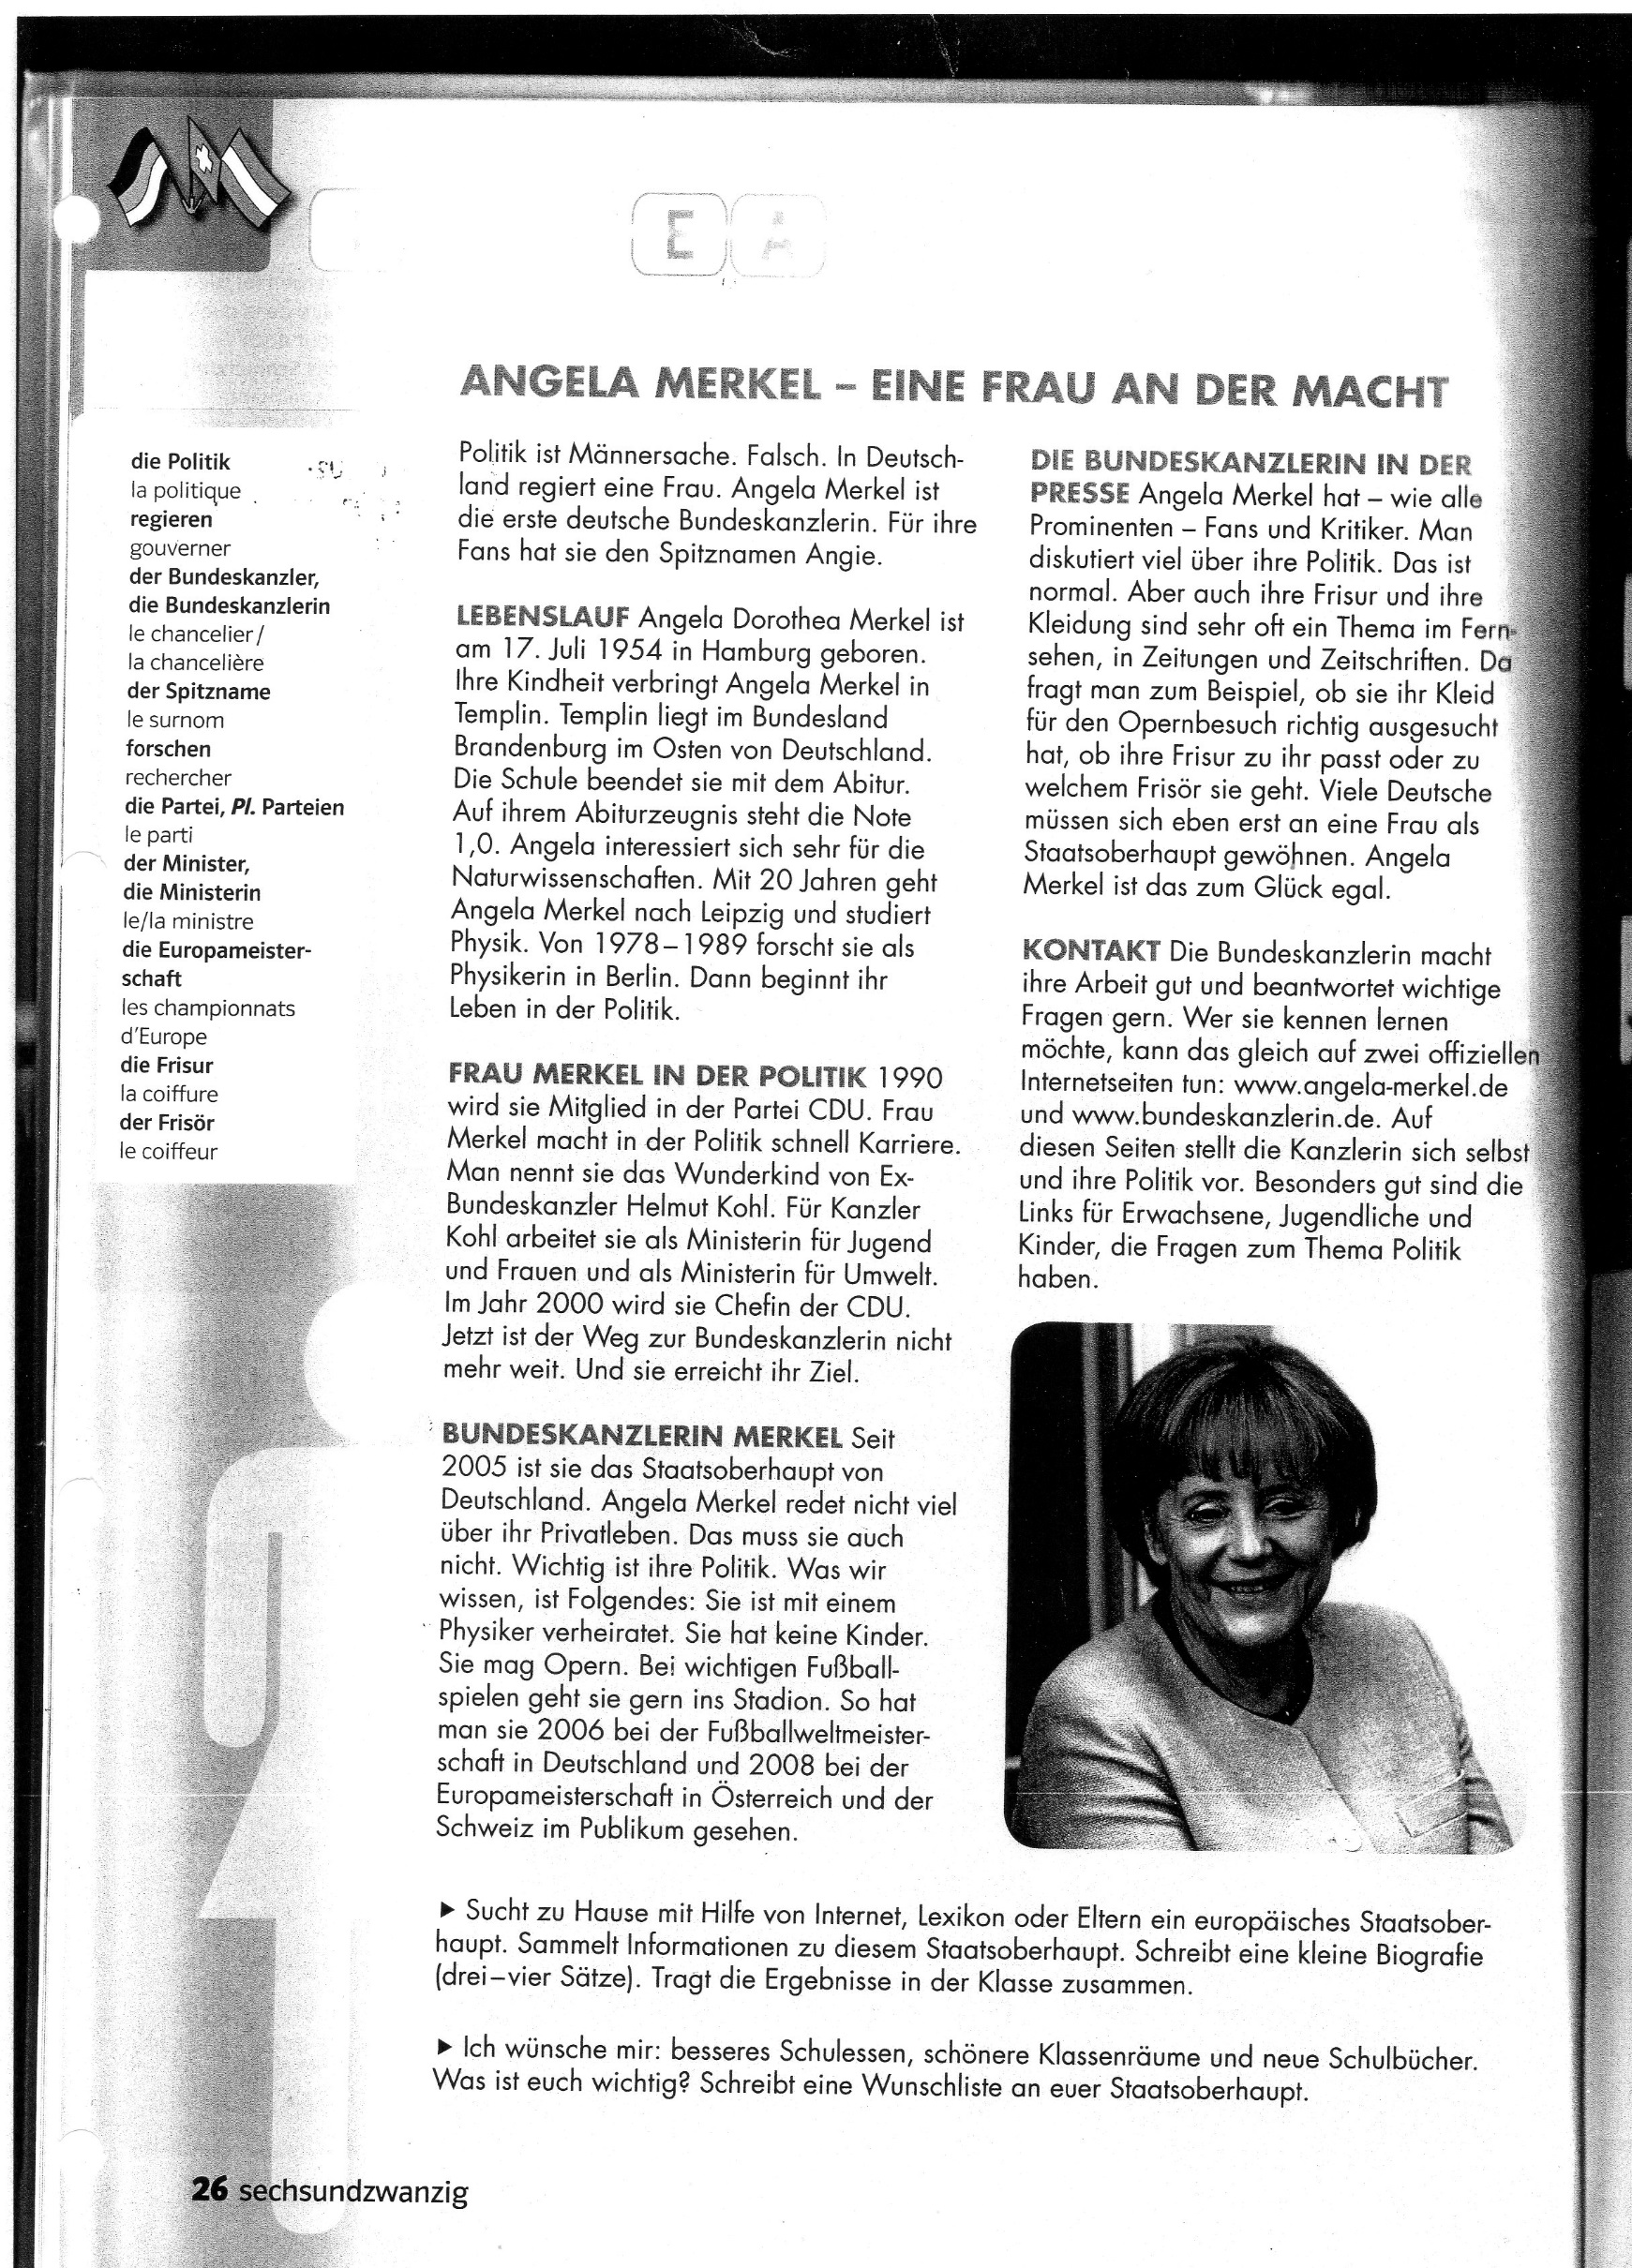 E A
ANGELA MERKEL – EINE FRAU AN DER MACHT
die Politik
la politique
regieren
gouverner
der Bundeskanzler,
die Bundeskanzlerin
le chancelier/
la chancelière
der Spitzname
le surnom
forschen
rechercher
die Partei, Pl. Parteien
le parti
der Minister,
die Ministerin
le/la ministre
die Europameister-
schaft
les championnats
d'Europe
die Frisur
la coiffure
der Frisör
le coiffeur
Politik ist Männersache. Falsch. In Deutsch-
land regiert eine Frau. Angela Merkel ist
die erste deutsche Bundeskanzlerin. Für ihre
Fans hat sie den Spitznamen Angie.
LEBENSLAUF Angela Dorothea Merkel ist
am 17. Juli 1954 in Hamburg geboren.
Ihre Kindheit verbringt Angela Merkel in
Templin. Templin liegt im Bundesland
Brandenburg im Osten von Deutschland.
Die Schule beendet sie mit dem Abitur.
Auf ihrem Abiturzeugnis steht die Note
1,0. Angela interessiert sich sehr für die
Naturwissenschaften. Mit 20 Jahren geht
Angela Merkel nach Leipzig und studiert
Physik. Von 1978–1989 forscht sie als
Physikerin in Berlin. Dann beginnt ihr
Leben in der Politik.
FRAU MERKEL IN DER POLITIK 1990
wird sie Mitglied in der Partei CDU. Frau
Merkel macht in der Politik schnell Karriere.
Man nennt sie das Wunderkind von Ex-
Bundeskanzler Helmut Kohl. Für Kanzler
Kohl arbeitet sie als Ministerin für Jugend
und Frauen und als Ministerin für Umwelt.
Im Jahr 2000 wird sie Chefin der CDU.
Jetzt ist der Weg zur Bundeskanzlerin nicht
mehr weit. Und sie erreicht ihr Ziel.
BUNDESKANZLERIN MERKEL Seit
2005 ist sie das Staatsoberhaupt von
Deutschland. Angela Merkel redet nicht viel
über ihr Privatleben. Das muss sie auch
nicht. Wichtig ist ihre Politik. Was wir
wissen, ist Folgendes: Sie ist mit einem
Physiker verheiratet. Sie hat keine Kinder.
Sie mag Opern. Bei wichtigen Fußball-
spielen geht sie gern ins Stadion. So hat
man sie 2006 bei der Fußballweltmeister-
schaft in Deutschland und 2008 bei der
Europameisterschaft in Österreich und der
Schweiz im Publikum gesehen.
DIE BUNDESKANZLERIN IN DER
PRESSE Angela Merkel hat – wie alle
Prominenten – Fans und Kritiker. Man
diskutiert viel über ihre Politik. Das ist
normal. Aber auch ihre Frisur und ihre
Kleidung sind sehr oft ein Thema im Fern-
sehen, in Zeitungen und Zeitschriften. Da
fragt man zum Beispiel, ob sie ihr Kleid
für den Opernbesuch richtig ausgesucht
hat, ob ihre Frisur zu ihr passt oder zu
welchem Frisör sie geht. Viele Deutsche
müssen sich eben erst an eine Frau als
Staatsoberhaupt gewöhnen. Angela
Merkel ist das zum Glück egal.
KONTAKT Die Bundeskanzlerin macht
ihre Arbeit gut und beantwortet wichtige
Fragen gern. Wer sie kennen lernen
möchte, kann das gleich auf zwei offiziellen
Internetseiten tun: www.angela-merkel.de
und www.bundeskanzlerin.de. Auf
diesen Seiten stellt die Kanzlerin sich selbst
und ihre Politik vor. Besonders gut sind die
Links für Erwachsene, Jugendliche und
Kinder, die Fragen zum Thema Politik
haben.
► Sucht zu Hause mit Hilfe von Internet, Lexikon oder Eltern ein europäisches Staatsober-
haupt. Sammelt Informationen zu diesem Staatsoberhaupt. Schreibt eine kleine Biografie
(drei–vier Sätze). Tragt die Ergebnisse in der Klasse zusammen.
► Ich wünsche mir: besseres Schulessen, schönere Klassenräume und neue Schulbücher.
Was ist euch wichtig? Schreibt eine Wunschliste an euer Staatsoberhaupt.
26 sechsundzwanzig